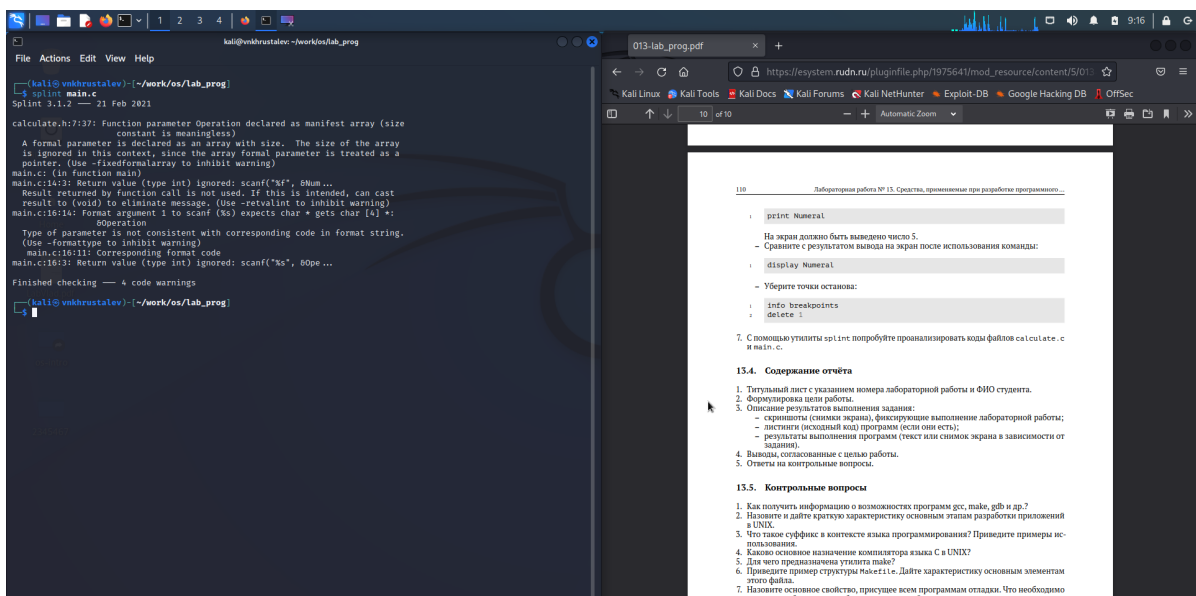 1 2 3 4
9:16
kali@vnkhrustalev: ~/work/os/lab_prog
File Actions Edit View Help
┌──(kali㉿vnkhrustalev)-[~/work/os/lab_prog]
└─$ splint main.c
Splint 3.1.2 — 21 Feb 2021
calculate.h:7:37: Function parameter Operation declared as manifest array (size
constant is meaningless)
A formal parameter is declared as an array with size. The size of the array
is ignored in this context, since the array formal parameter is treated as a
pointer. (Use -fixedformalarray to inhibit warning)
main.c: (in function main)
main.c:14:3: Return value (type int) ignored: scanf("%f", &Num...
Result returned by function call is not used. If this is intended, can cast
result to (void) to eliminate message. (Use -retvalint to inhibit warning)
main.c:16:14: Format argument 1 to scanf (%s) expects char * gets char [4] *:
&Operation
Type of parameter is not consistent with corresponding code in format string.
(Use -formattype to inhibit warning)
main.c:16:11: Corresponding format code
main.c:16:3: Return value (type int) ignored: scanf("%s", &Ope...
Finished checking — 4 code warnings
┌──(kali㉿vnkhrustalev)-[~/work/os/lab_prog]
└─$
013-lab_prog.pdf
https://esystem.rudn.ru/pluginfile.php/1975641/mod_resource/content/5/013
Kali Linux Kali Tools Kali Docs Kali Forums Kali NetHunter Exploit-DB Google Hacking DB OffSec
10 of 10 Automatic Zoom
110 Лабораторная работа № 13. Средства, применяемые при разработке программного ...
1 print Numeral
На экран должно быть выведено число 5.
– Сравните с результатом вывода на экран после использования команды:
1 display Numeral
– Уберите точки останова:
1 info breakpoints
2 delete 1
7. С помощью утилиты splint попробуйте проанализировать коды файлов calculate.c
и main.c.
13.4. Содержание отчёта
1. Титульный лист с указанием номера лабораторной работы и ФИО студента.
2. Формулировка цели работы.
3. Описание результатов выполнения задания:
– скриншоты (снимки экрана), фиксирующие выполнение лабораторной работы;
– листинги (исходный код) программ (если они есть);
– результаты выполнения программ (текст или снимок экрана в зависимости от
задания).
4. Выводы, согласованные с целью работы.
5. Ответы на контрольные вопросы.
13.5. Контрольные вопросы
1. Как получить информацию о возможностях программ gcc, make, gdb и др.?
2. Назовите и дайте краткую характеристику основным этапам разработки приложений
в UNIX.
3. Что такое суффикс в контексте языка программирования? Приведите примеры ис-
пользования.
4. Каково основное назначение компилятора языка С в UNIX?
5. Для чего предназначена утилита make?
6. Приведите пример структуры Makefile. Дайте характеристику основным элементам
этого файла.
7. Назовите основное свойство, присущее всем программам отладки. Что необходимо